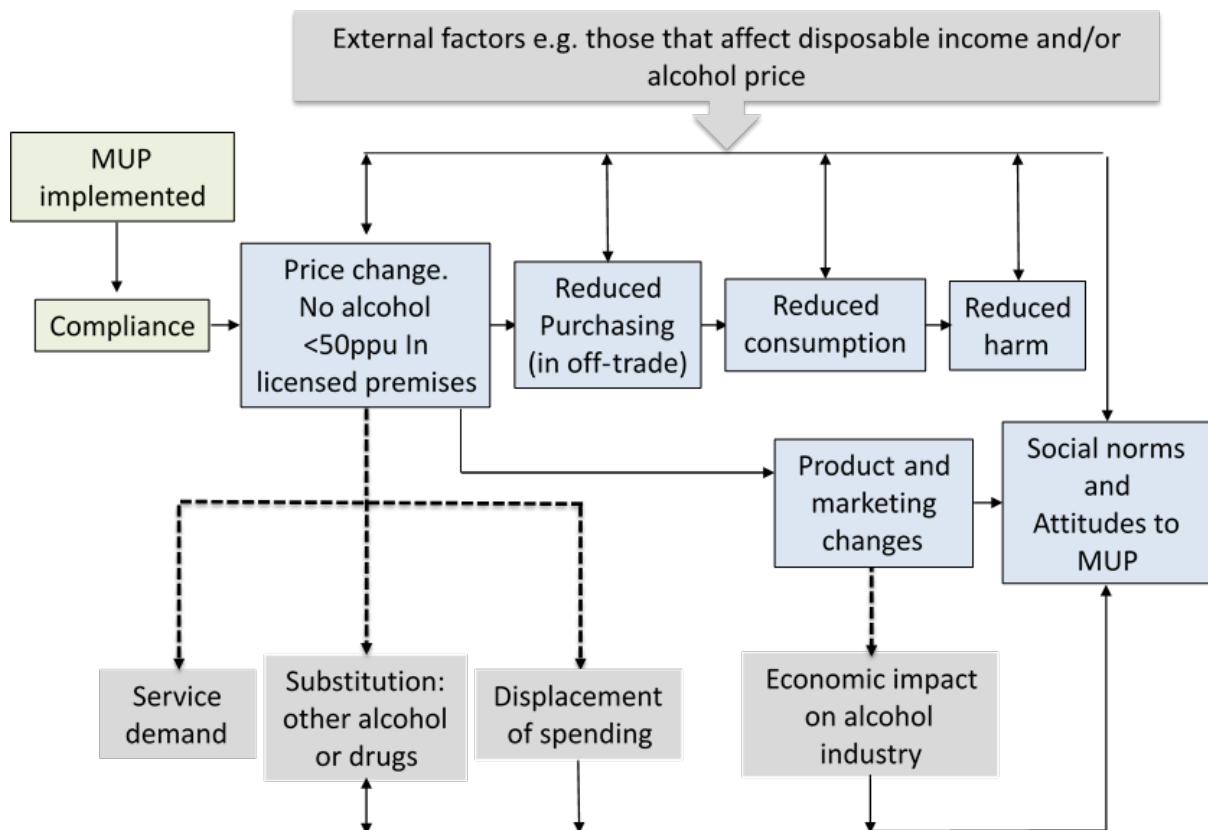 External factors e.g. those that affect disposable income and/or
alcohol price
MUP
implemented
Compliance
Price change.
No alcohol
<50ppu In
licensed premises
Reduced
Purchasing
(in off-trade)
Reduced
consumption
Reduced
harm
Product and
marketing
changes
Social norms
and
Attitudes to
MUP
Service
demand
Substitution:
other alcohol
or drugs
Displacement
of spending
Economic impact
on alcohol
industry